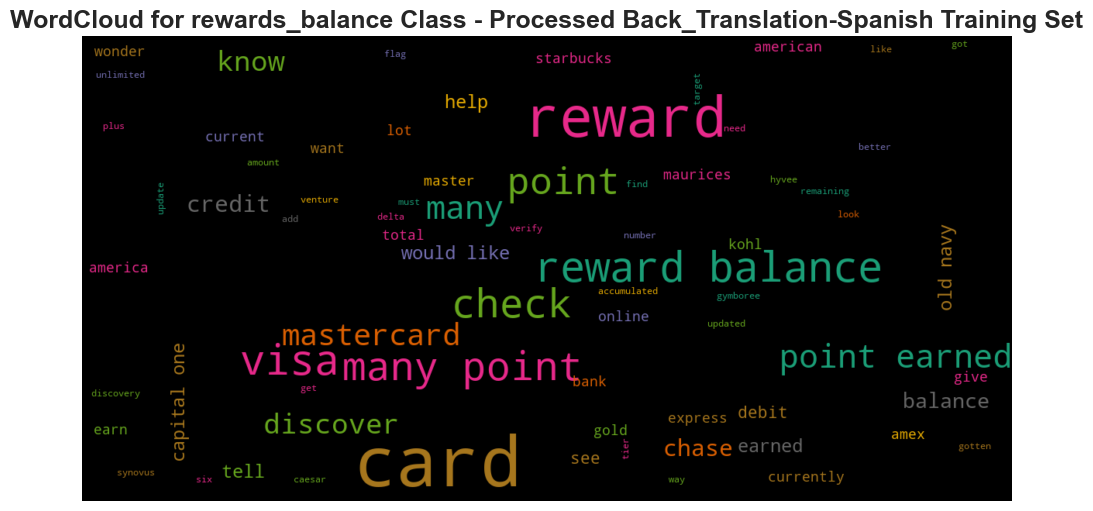 WordCloud for rewards_balance Class - Processed Back_Translation-Spanish Training Set
wonder
know
flag
starbucks
american
like
got
unlimited
help
reward
target
plus
current
lot
need
want
better
amount
master
point
find
maurices
hyvee
remaining
update
credit
venture
must
many
add
delta
verify
look
total
number
would like
kohl
america
reward balance
old navy
accumulated
gymboree
check
online
updated
mastercard
visa
many point
point earned
bank
give
capital one
get
discovery
balance
earn
discover
gold
express
debit
amex
card
chase
earned
gotten
tier
see
synovus
six
tell
caesar
way
currently